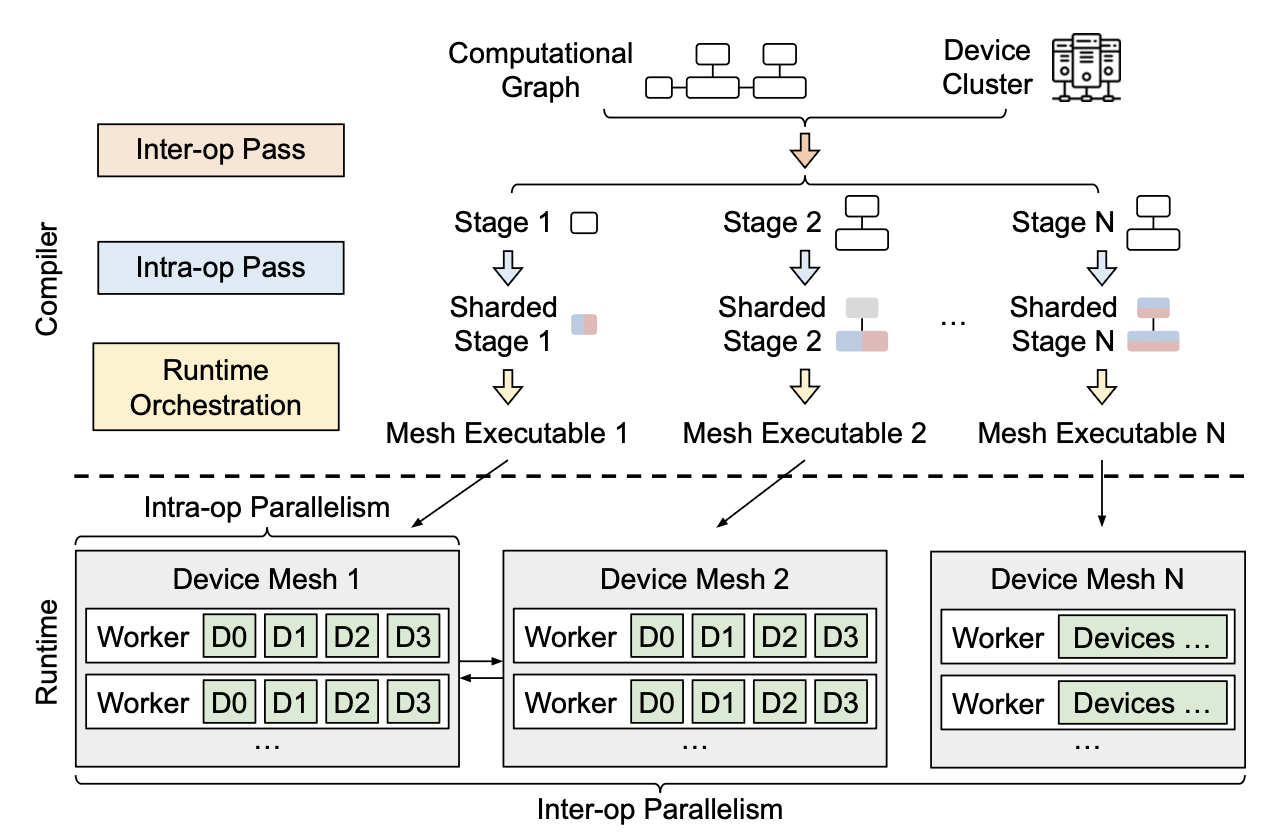 Computational
Graph
Device
Cluster
Compiler
Inter-op Pass
Intra-op Pass
Runtime
Orchestration
Stage 1
Stage 2
Stage N
Sharded
Stage 1
Sharded
Stage 2
...
Sharded
Stage N
Mesh Executable 1
Mesh Executable 2
Mesh Executable N
Runtime
Intra-op Parallelism
Device Mesh 1
Worker D0 D1 D2 D3
Worker D0 D1 D2 D3
...
Device Mesh 2
Worker D0 D1 D2 D3
Worker D0 D1 D2 D3
...
Device Mesh N
Worker Devices ...
Worker Devices ...
...
Inter-op Parallelism